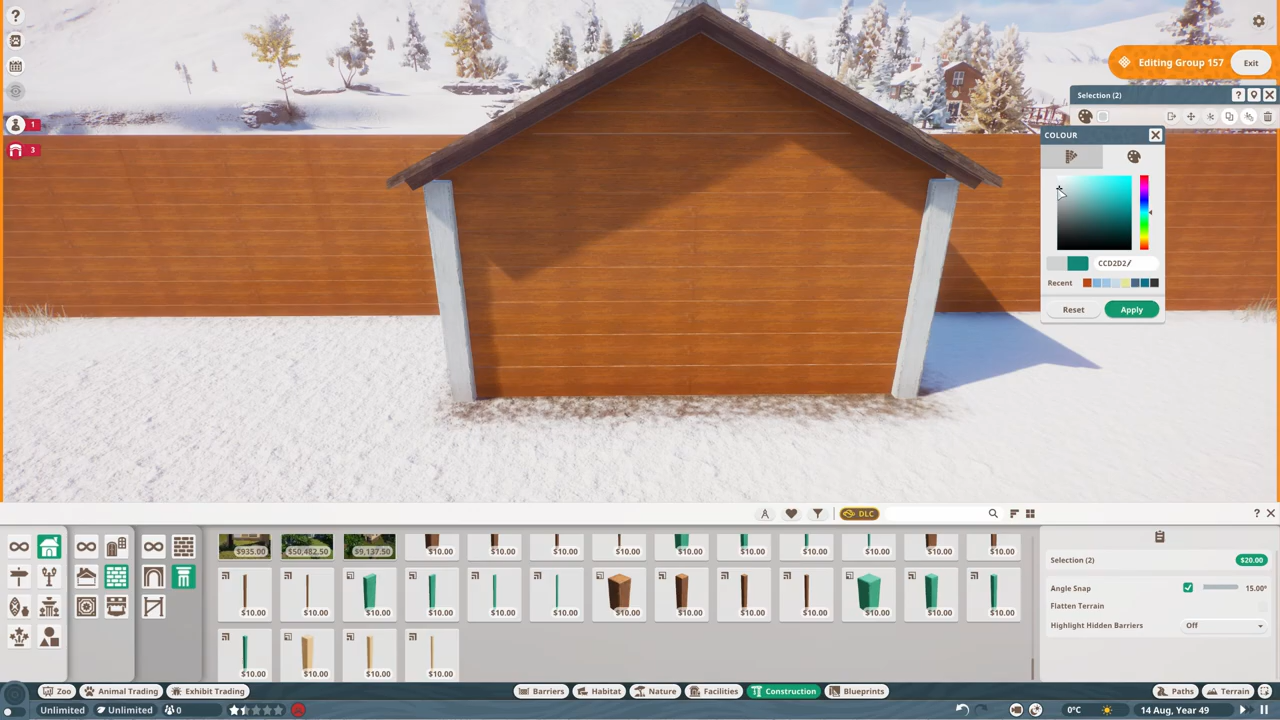 ?
Editing Group 157
Exit
Selection (2)
?
1
COLOUR
3
CCD2D2
Recent
Reset
Apply
DLC
?
$935.00
$50,482.50
$9,137.50
$10.00
$10.00
$10.00
$10.00
$10.00
$10.00
$10.00
$10.00
$10.00
$10.00
Selection (2)
$20.00
Angle Snap
15.00°
$10.00
$10.00
$10.00
$10.00
$10.00
$10.00
$10.00
$10.00
$10.00
$10.00
$10.00
$10.00
$10.00
Flatten Terrain
Highlight Hidden Barriers
Off
$10.00
$10.00
$10.00
$10.00
Zoo
Animal Trading
Exhibit Trading
Barriers
Habitat
Nature
Facilities
Construction
Blueprints
Paths
Terrain
Unlimited
Unlimited
0
0°C
14 Aug, Year 49